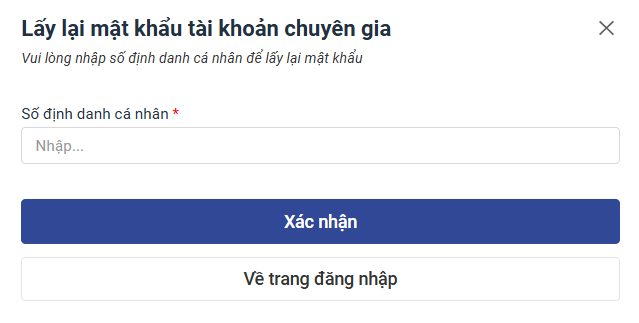 Lấy lại mật khẩu tài khoản chuyên gia
Vui lòng nhập số định danh cá nhân để lấy lại mật khẩu
Số định danh cá nhân *
Nhập...
Xác nhận
Về trang đăng nhập